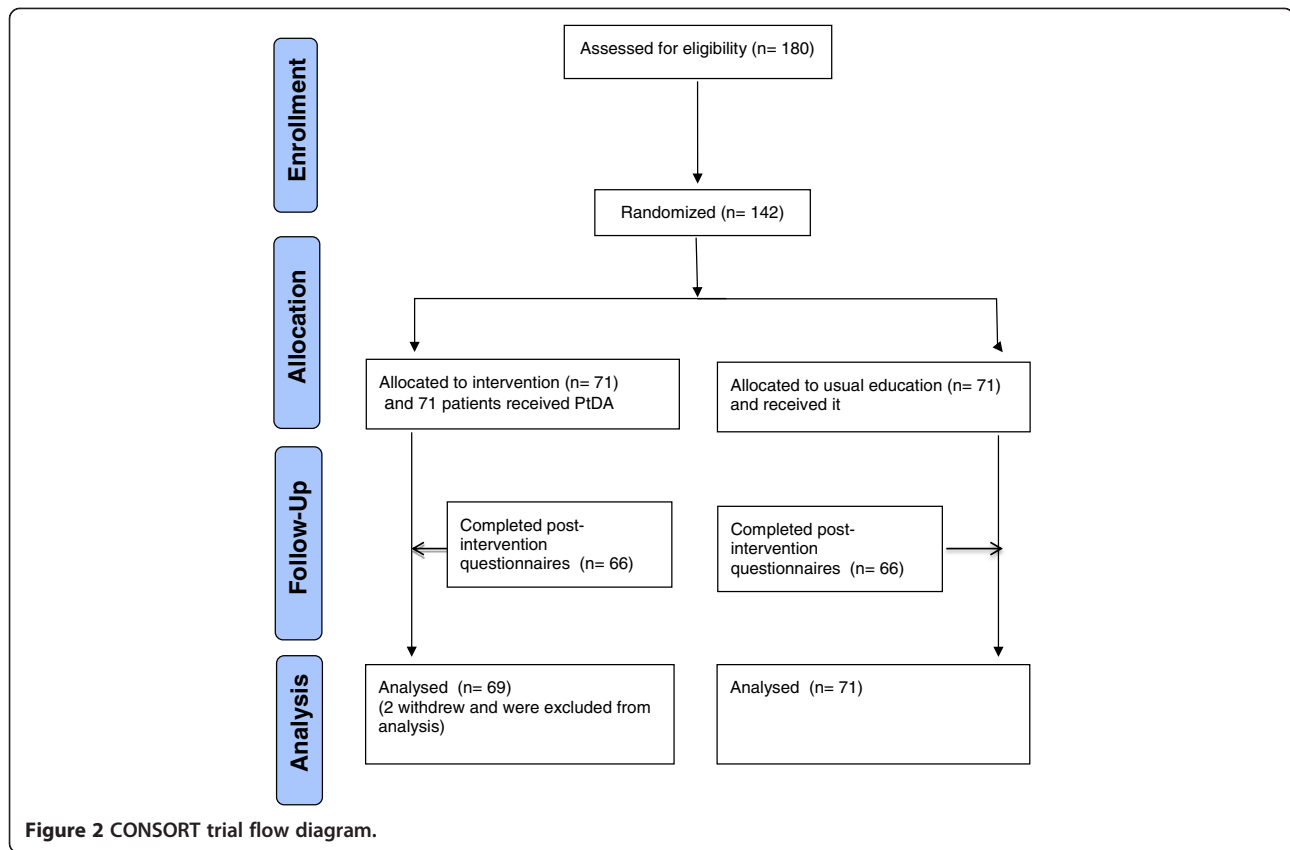 Enrollment
Assessed for eligibility (n= 180)
Randomized (n= 142)
Allocation
Allocated to intervention (n= 71)
and 71 patients received PtDA
Allocated to usual education (n= 71)
and received it
Follow-Up
Completed post-
intervention
questionnaires (n= 66)
Completed post-
intervention
questionnaires (n= 66)
Analysis
Analysed (n= 69)
(2 withdrew and were excluded from
analysis)
Analysed (n= 71)
Figure 2 CONSORT trial flow diagram.